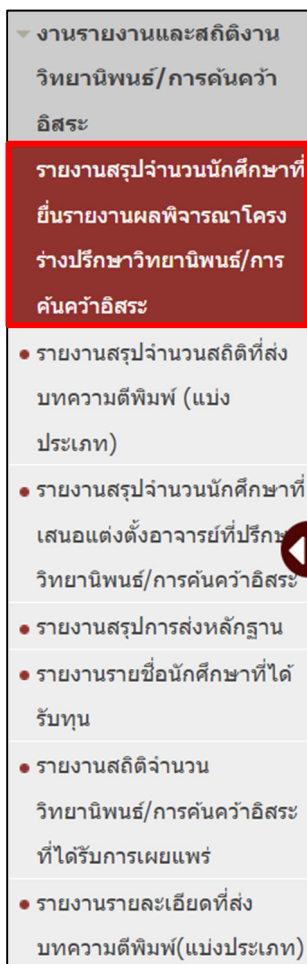 งานรายงานและสถิติงาน
วิทยานิพนธ์/การค้นคว้า
อิสระ
รายงานสรุปจำนวนนักศึกษาที่
ยื่นรายงานผลพิจารณาโครง
ร่างปรึกษาวิทยานิพนธ์/การ
ค้นคว้าอิสระ
รายงานสรุปจำนวนสถิติที่ส่ง
บทความตีพิมพ์ (แบ่ง
ประเภท)
รายงานสรุปจำนวนนักศึกษาที่
เสนอแต่งตั้งอาจารย์ที่ปรึกษา
วิทยานิพนธ์/การค้นคว้าอิสระ
รายงานสรุปการส่งหลักฐาน
รายงานรายชื่อนักศึกษาที่ได้
รับทุน
รายงานสถิติจำนวน
วิทยานิพนธ์/การค้นคว้าอิสระ
ที่ได้รับการเผยแพร่
รายงานรายละเอียดที่ส่ง
บทความตีพิมพ์(แบ่งประเภท)